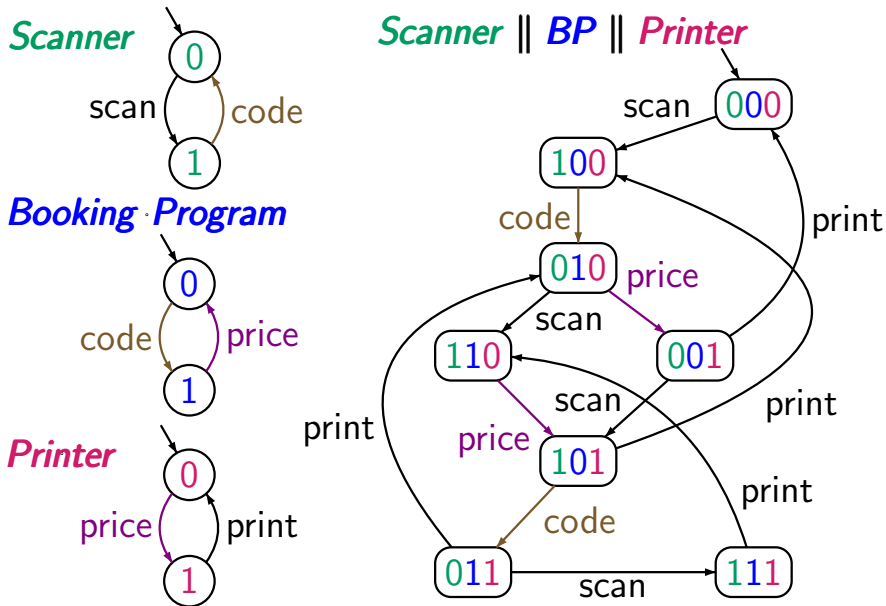 Scanner
0
scan
code
1
Booking Program
0
code
price
1
Printer
0
price
print
1
Scanner || BP || Printer
000
scan
100
code
print
010
price
scan
110
001
scan
print
print
price
101
print
code
011
111
scan